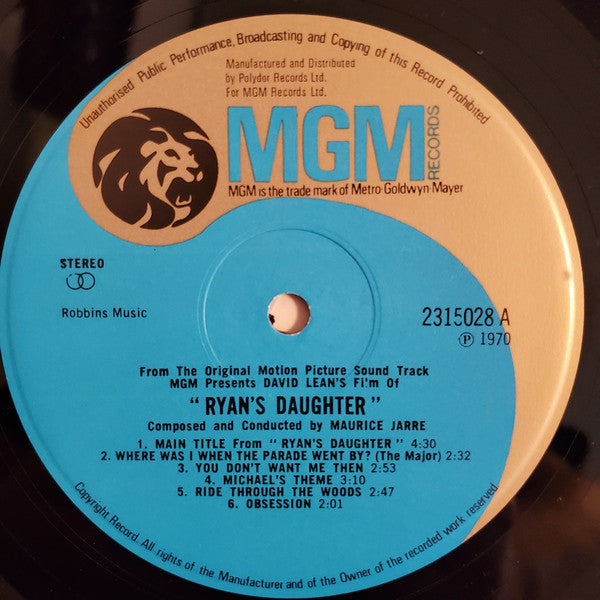 Unauthorised Public Performance, Broadcasting and Copying of this Record Prohibited
Manufactured and Distributed
by Polydor Records Ltd.
For MGM Records Ltd.
MGM
RECORDS
MGM is the trade mark of Metro-Goldwyn-Mayer
STEREO
Robbins Music
2315028 A
Ⓟ 1970
From The Original Motion Picture Sound Track
MGM Presents DAVID LEAN'S Fi'm Of
" RYAN'S DAUGHTER "
Composed and Conducted by MAURICE JARRE
1. MAIN TITLE From " RYAN'S DAUGHTER " 4:30
2. WHERE WAS I WHEN THE PARADE WENT BY? (The Major) 2:32
3. YOU DON'T WANT ME THEN 2:53
4. MICHAEL'S THEME 3:10
5. RIDE THROUGH THE WOODS 2:47
6. OBSESSION 2:01
Copyright Record. All rights of the Manufacturer and of the Owner of the recorded work reserved.